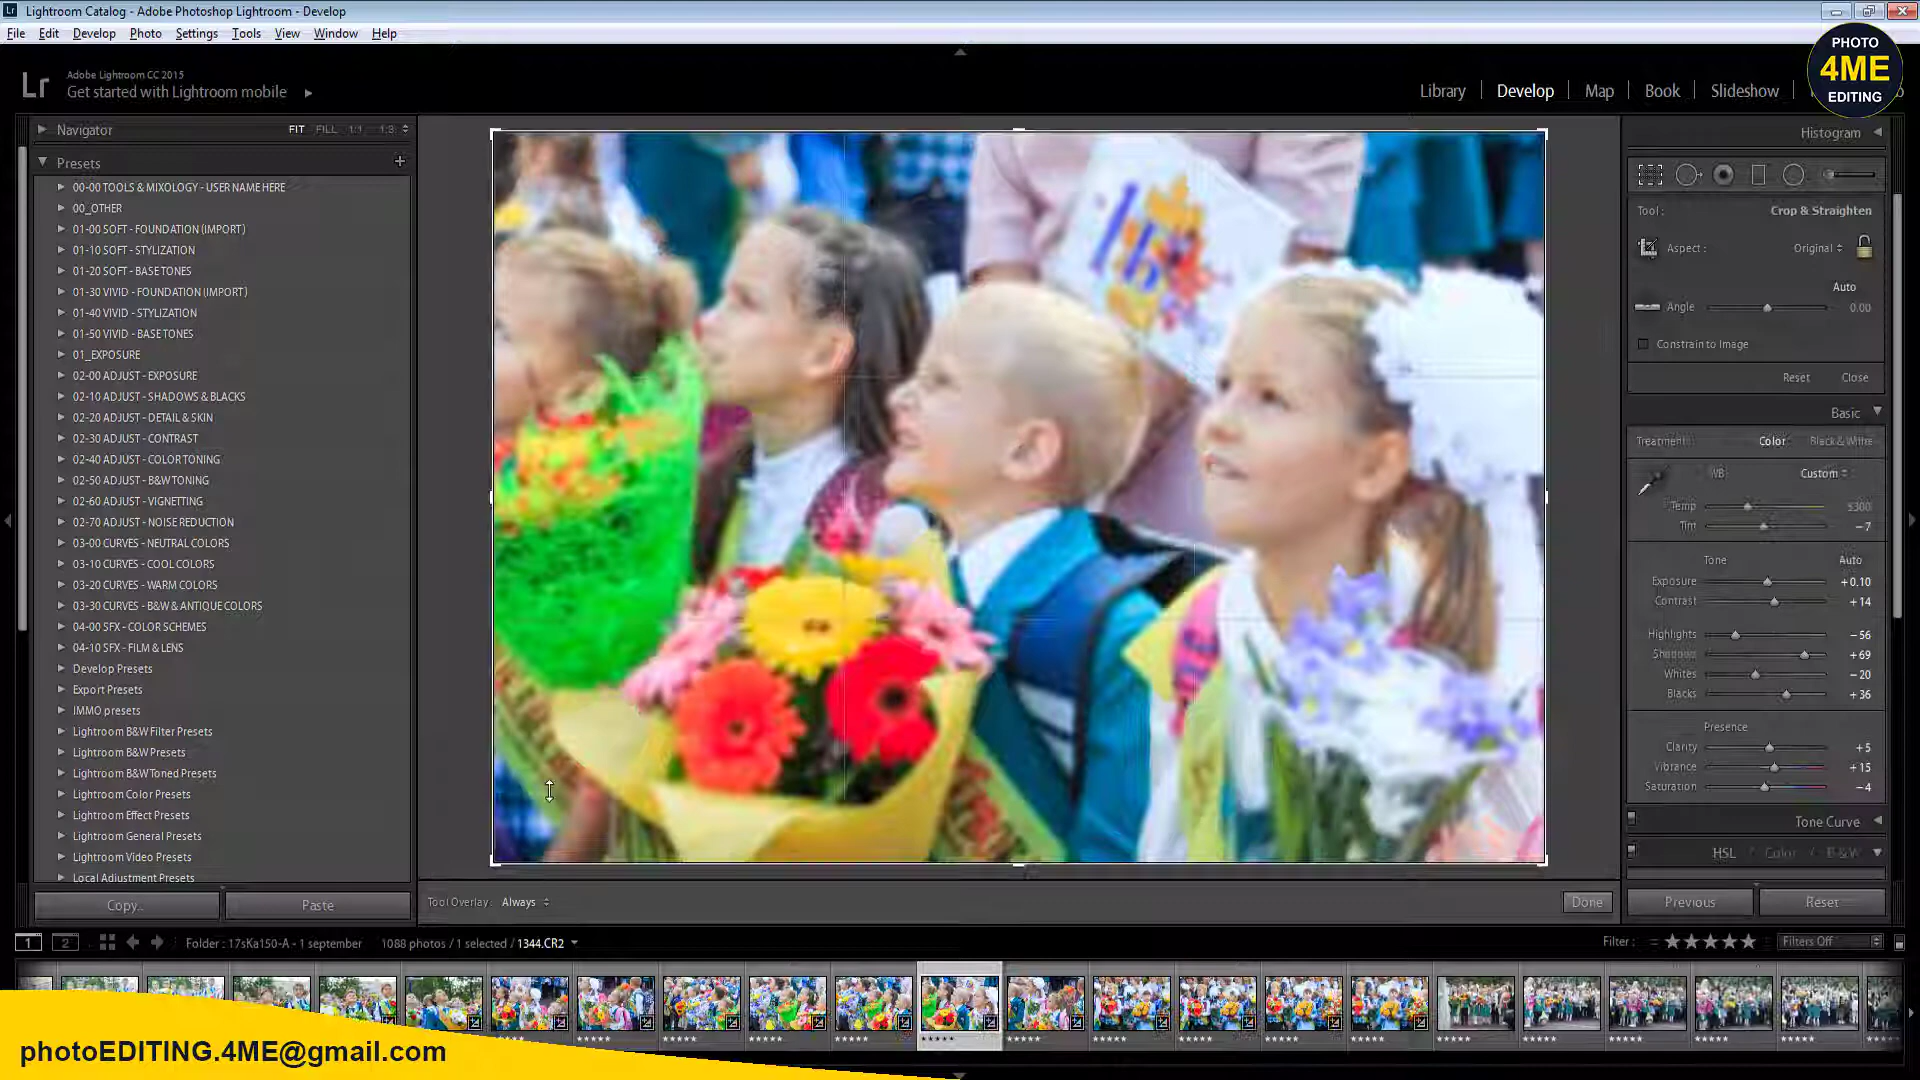 Lightroom Catalog - Adobe Photoshop Lightroom - Develop
File Edit Develop Photo Settings Tools View Window Help
PHOTO
4ME
EDITING
Lr
Adobe Lightroom CC 2015
Get started with Lightroom mobile
Library Develop Map Book Slideshow
Navigator FIT FILL 1:1 1:3
Presets
00-00 TOOLS & MIXOLOGY - USER NAME HERE
00_OTHER
01-00 SOFT - FOUNDATION (IMPORT)
01-10 SOFT - STYLIZATION
01-20 SOFT - BASE TONES
01-30 VIVID - FOUNDATION (IMPORT)
01-40 VIVID - STYLIZATION
01-50 VIVID - BASE TONES
01_EXPOSURE
02-00 ADJUST - EXPOSURE
02-10 ADJUST - SHADOWS & BLACKS
02-20 ADJUST - DETAIL & SKIN
02-30 ADJUST - CONTRAST
02-40 ADJUST - COLOR TONING
02-50 ADJUST - B&W TONING
02-60 ADJUST - VIGNETTING
02-70 ADJUST - NOISE REDUCTION
03-00 CURVES - NEUTRAL COLORS
03-10 CURVES - COOL COLORS
03-20 CURVES - WARM COLORS
03-30 CURVES - B&W & ANTIQUE COLORS
04-00 SFX - COLOR SCHEMES
04-10 SFX - FILM & LENS
Develop Presets
Export Presets
IMMO presets
Lightroom B&W Filter Presets
Lightroom B&W Presets
Lightroom B&W Toned Presets
Lightroom Color Presets
Lightroom Effect Presets
Lightroom General Presets
Lightroom Video Presets
Local Adjustment Presets
Copy... Paste
1б
Histogram
Tool : Crop & Straighten
Aspect : Original
Auto
Angle 0.00
Constrain to Image
Reset Close
Basic
Treatment : Color Black & White
WB Custom
Temp 5300
Tint -7
Tone Auto
Exposure +0.10
Contrast +14
Highlights -56
Shadows +69
Whites -20
Blacks +36
Presence
Clarity +5
Vibrance +15
Saturation -4
Tone Curve
HSL / Color / B&W
Tool Overlay : Always Done
Previous Reset
1 2 Folder : 17sKa150-A - 1 september 1088 photos / 1 selected / 1344.CR2
Filter : Filters Off
photoEDITING.4ME@gmail.com